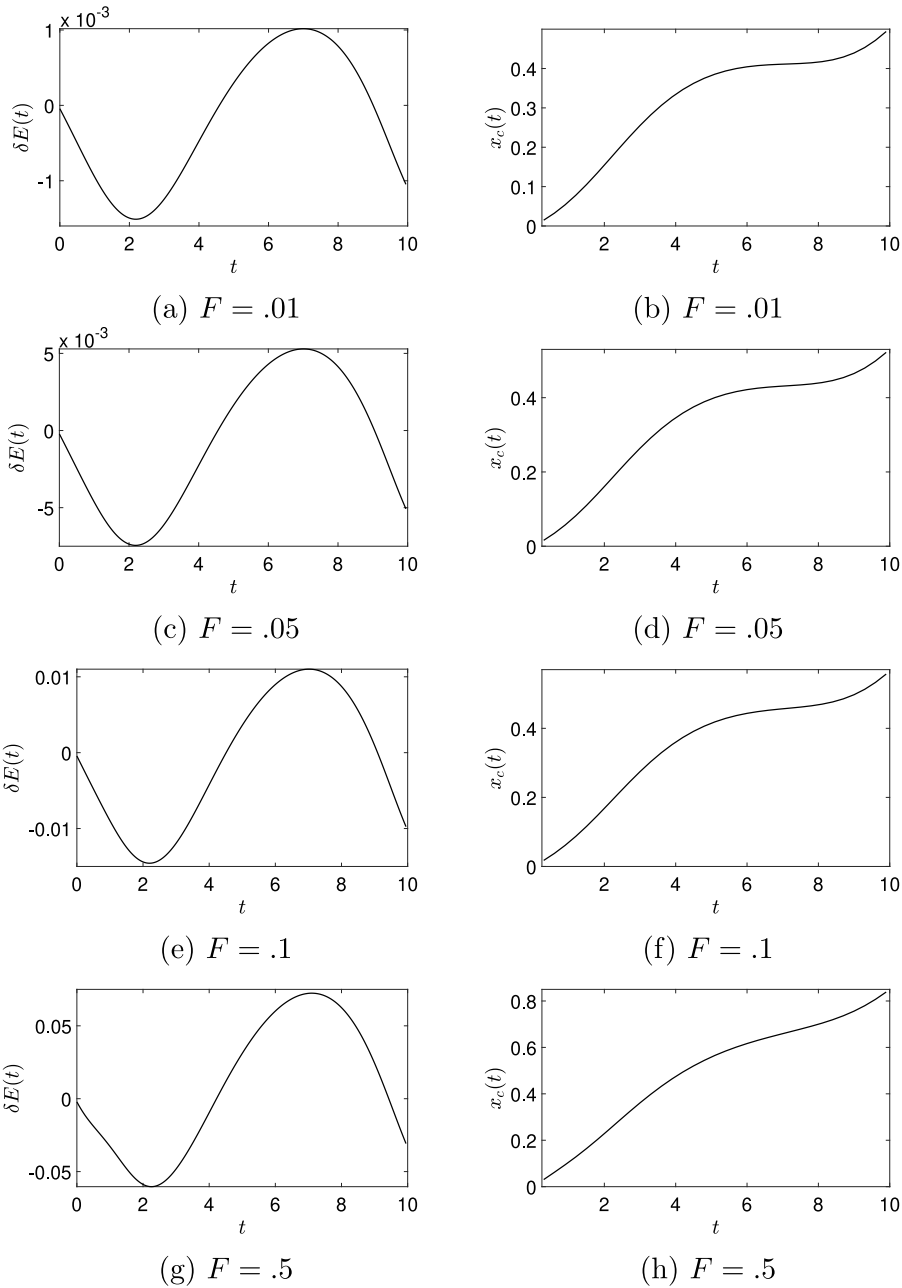 x 10-3
1
0
-1
δE(t)
0 2 4 6 8 10
t
(a) F = .01
0.4
0.3
0.2
0.1
0
x_c(t)
2 4 6 8 10
t
(b) F = .01
x 10-3
5
0
-5
δE(t)
0 2 4 6 8 10
t
(c) F = .05
0.4
0.2
0
x_c(t)
2 4 6 8 10
t
(d) F = .05
0.01
0
-0.01
δE(t)
0 2 4 6 8 10
t
(e) F = .1
0.4
0.2
0
x_c(t)
2 4 6 8 10
t
(f) F = .1
0.05
0
-0.05
δE(t)
0 2 4 6 8 10
t
(g) F = .5
0.8
0.6
0.4
0.2
0
x_c(t)
2 4 6 8 10
t
(h) F = .5